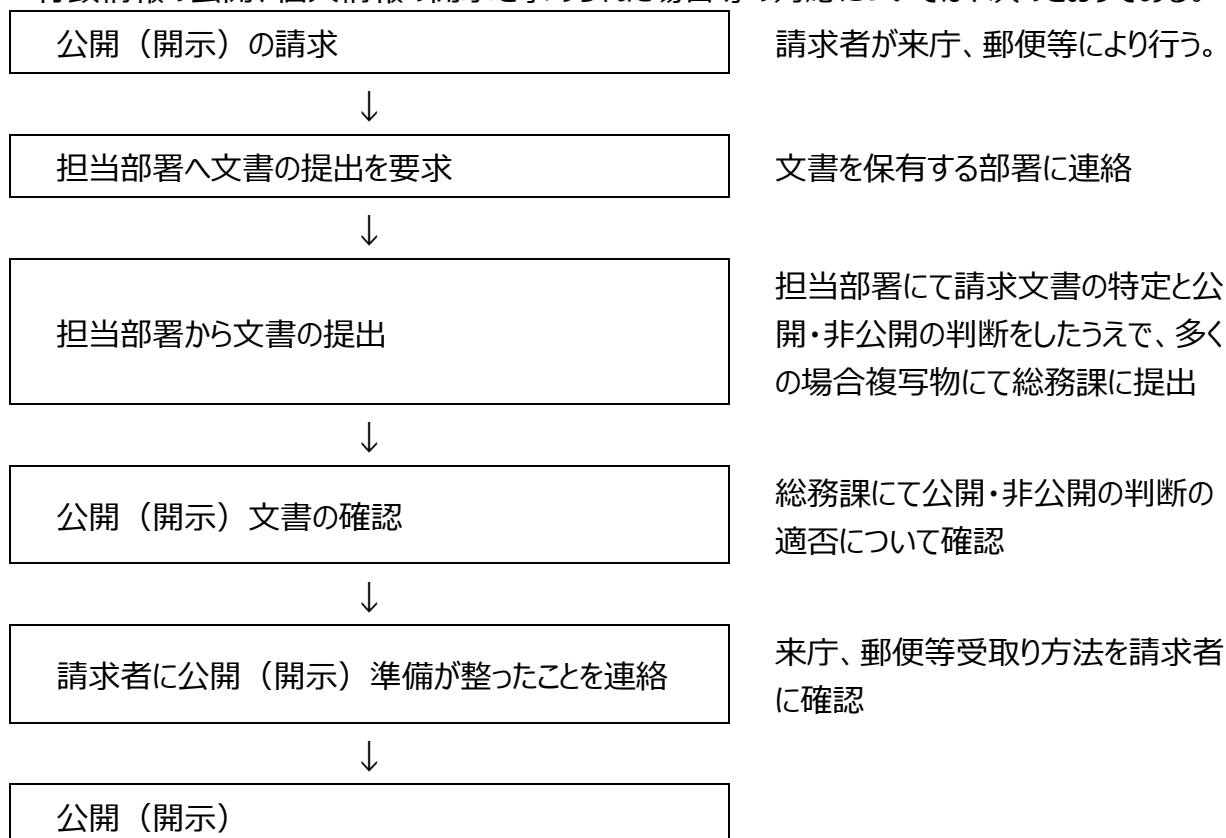 公開（開示）の請求
請求者が来庁、郵便等により行う。
↓
担当部署へ文書の提出を要求
文書を保有する部署に連絡
↓
担当部署から文書の提出
担当部署にて請求文書の特定と公
開・非公開の判断をしたうえで、多く
の場合複写物にて総務課に提出
↓
公開（開示）文書の確認
総務課にて公開・非公開の判断の
適否について確認
↓
請求者に公開（開示）準備が整ったことを連絡
来庁、郵便等受取り方法を請求者
に確認
↓
公開（開示）